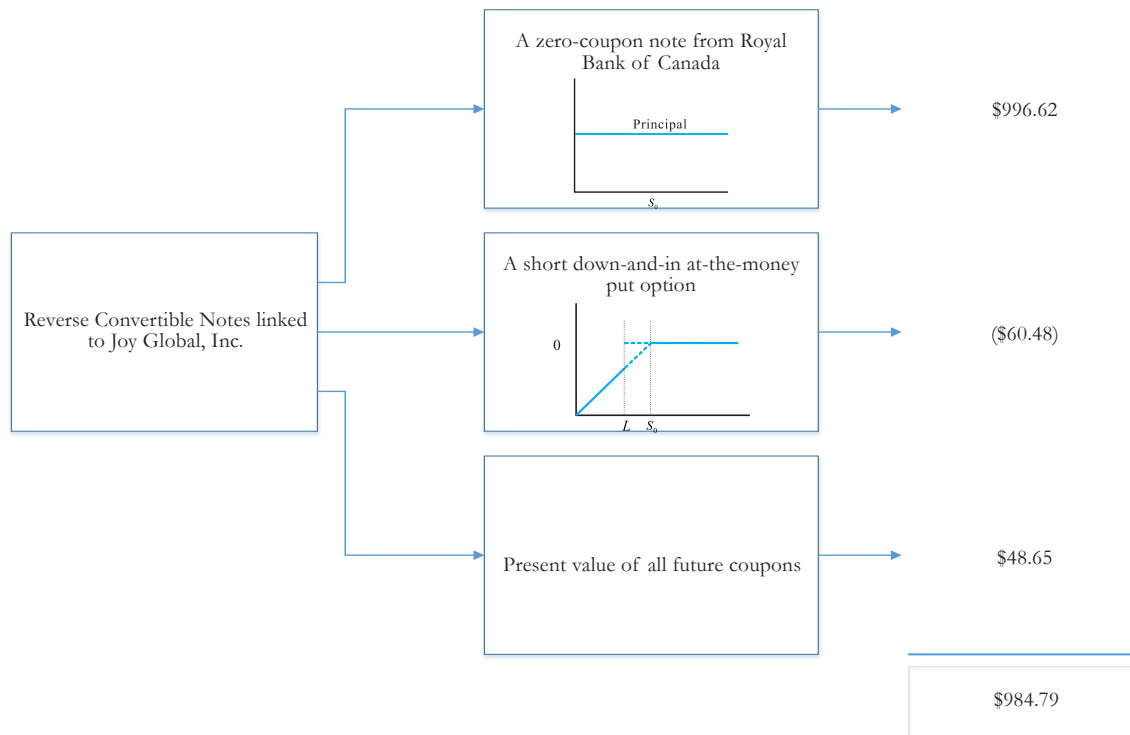 A zero-coupon note from Royal
Bank of Canada
Principal
S₀
$996.62
Reverse Convertible Notes linked
to Joy Global, Inc.
A short down-and-in at-the-money
put option
0
L S₀
($60.48)
Present value of all future coupons
$48.65
$984.79